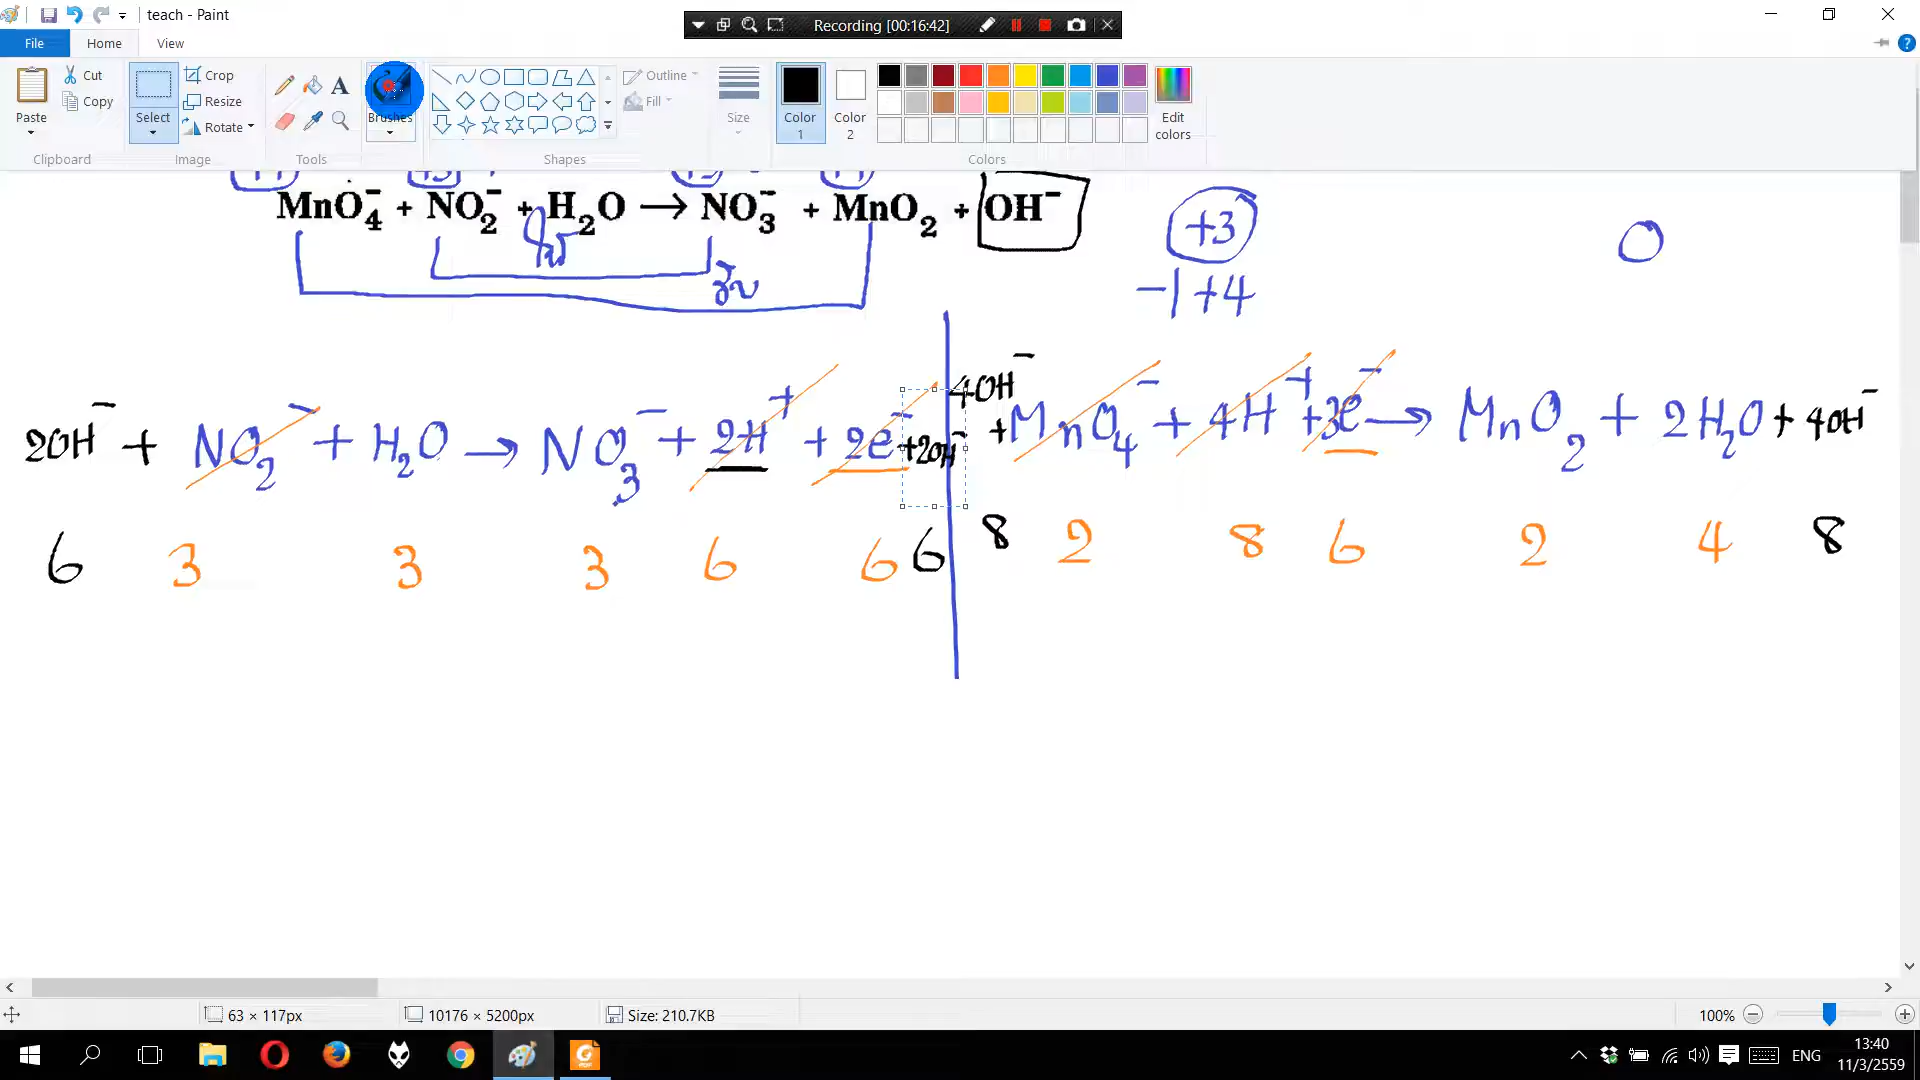 teach - Paint
Recording [00:16:42]
File Home View
Paste Cut Copy Select Crop Resize Rotate Brushes Outline Fill Size Color 1 Color 2 Edit colors
Clipboard Image Tools Shapes Colors
MnO₄⁻ + NO₂⁻ + H₂O → NO₃⁻ + MnO₂ + OH⁻
+3
-1+4
0
4OH⁻
2OH⁻ + NO₂⁻ + H₂O → NO₃⁻ + 2H⁺ + 2e⁻ +2OH⁻
+MnO₄⁻ + 4H⁺ +3e⁻ → MnO₂ + 2H₂O + 4OH⁻
6 3 3 3 6 6 6 8 2 8 6 2 4 8
63 × 117px 10176 × 5200px Size: 210.7KB 100%
ENG 13:40
11/3/2559